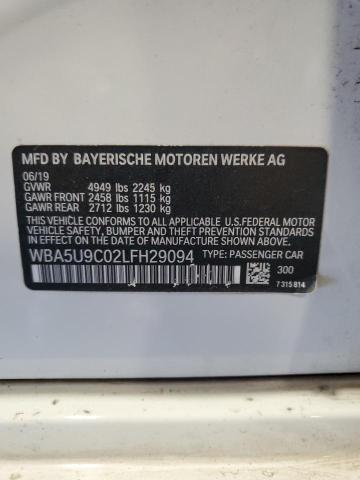 MFD BY BAYERISCHE MOTOREN WERKE AG
06/19
GVWR 4949 lbs 2245 kg
GAWR FRONT 2458 lbs 1115 kg
GAWR REAR 2712 lbs 1230 kg
THIS VEHICLE CONFORMS TO ALL APPLICABLE U.S.FEDERAL MOTOR
VEHICLE SAFETY, BUMPER, AND THEFT PREVENTION STANDARDS
IN EFFECT ON THE DATE OF MANUFACTURE SHOWN ABOVE.
WBA5U9C02LFH29094 TYPE: PASSENGER CAR
300
7 315 814